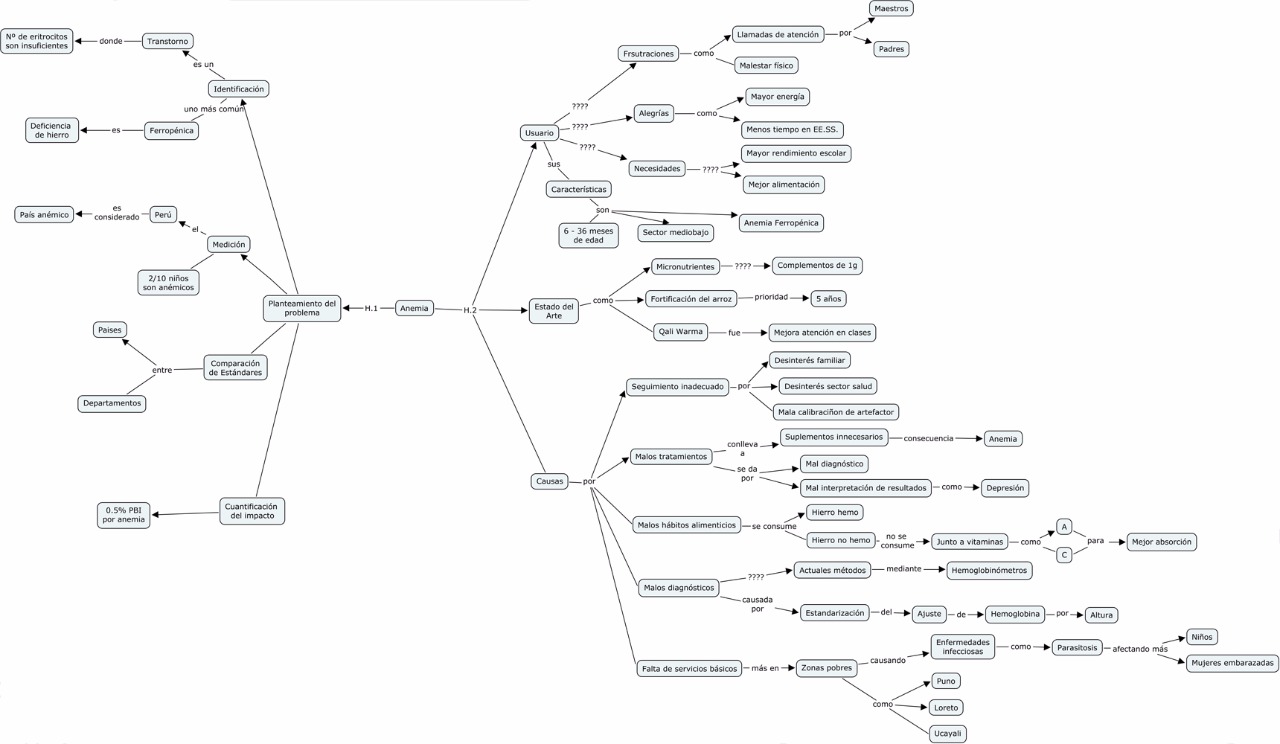 Nº de eritrocitos
son insuficientes
donde
Transtorno
es un
Identificación
uno más común
Deficiencia
de hierro
es
Ferropénica
País anémico
es
considerado
Perú
el
Medición
2/10 niños
son anémicos
Planteamiento del
problema
H.1
Anemia
H.2
Paises
entre
Comparación
de Estándares
Departamentos
0.5% PBI
por anemia
Cuantificación
del impacto
Usuario
????
Frsutraciones
como
Llamadas de atención
por
Maestros
Padres
Malestar físico
????
Alegrías
como
Mayor energía
Menos tiempo en EE.SS.
????
Necesidades
????
Mayor rendimiento escolar
Mejor alimentación
sus
Características
son
6 - 36 meses
de edad
Sector mediobajo
Anemia Ferropénica
Estado del
Arte
como
Micronutrientes
????
Complementos de 1g
Fortificación del arroz
prioridad
5 años
Qali Warma
fue
Mejora atención en clases
Causas
por
Seguimiento inadecuado
por
Desinterés familiar
Desinterés sector salud
Mala calibraciñon de artefactor
Malos tratamientos
conlleva
a
Suplementos innecesarios
consecuencia
Anemia
se da
por
Mal diagnóstico
Mal interpretación de resultados
como
Depresión
Malos hábitos alimenticios
se consume
Hierro hemo
Hierro no hemo
no se
consume
Junto a vitaminas
como
A
C
para
Mejor absorción
Malos diagnósticos
????
Actuales métodos
mediante
Hemoglobinómetros
causada
por
Estandarización
del
Ajuste
de
Hemoglobina
por
Altura
Falta de servicios básicos
más en
Zonas pobres
causando
Enfermedades
infecciosas
como
Parasitosis
afectando más
Niños
Mujeres embarazadas
como
Puno
Loreto
Ucayali